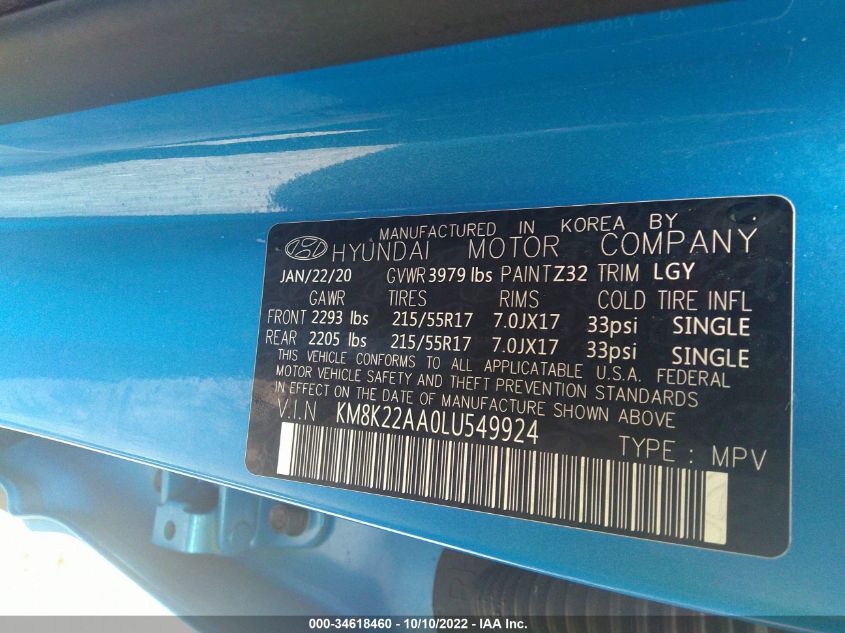 MANUFACTURED IN KOREA BY
HYUNDAI MOTOR COMPANY
JAN/22/20 GVWR 3979 lbs PAINT Z32 TRIM LGY
GAWR TIRES RIMS COLD TIRE INFL
FRONT 2293 lbs 215/55R17 7.0JX17 33psi SINGLE
REAR 2205 lbs 215/55R17 7.0JX17 33psi SINGLE
THIS VEHICLE CONFORMS TO ALL APPLICATABLE U.S.A. FEDERAL
MOTOR VEHICLE SAFETY AND THEFT PREVENTION STANDARDS
IN EFFECT ON THE DATE OF MANUFACTURE SHOWN ABOVE
V.I.N KM8K22AA0LU549924
TYPE : MPV
000-34618460 - 10/10/2022 - IAA Inc.